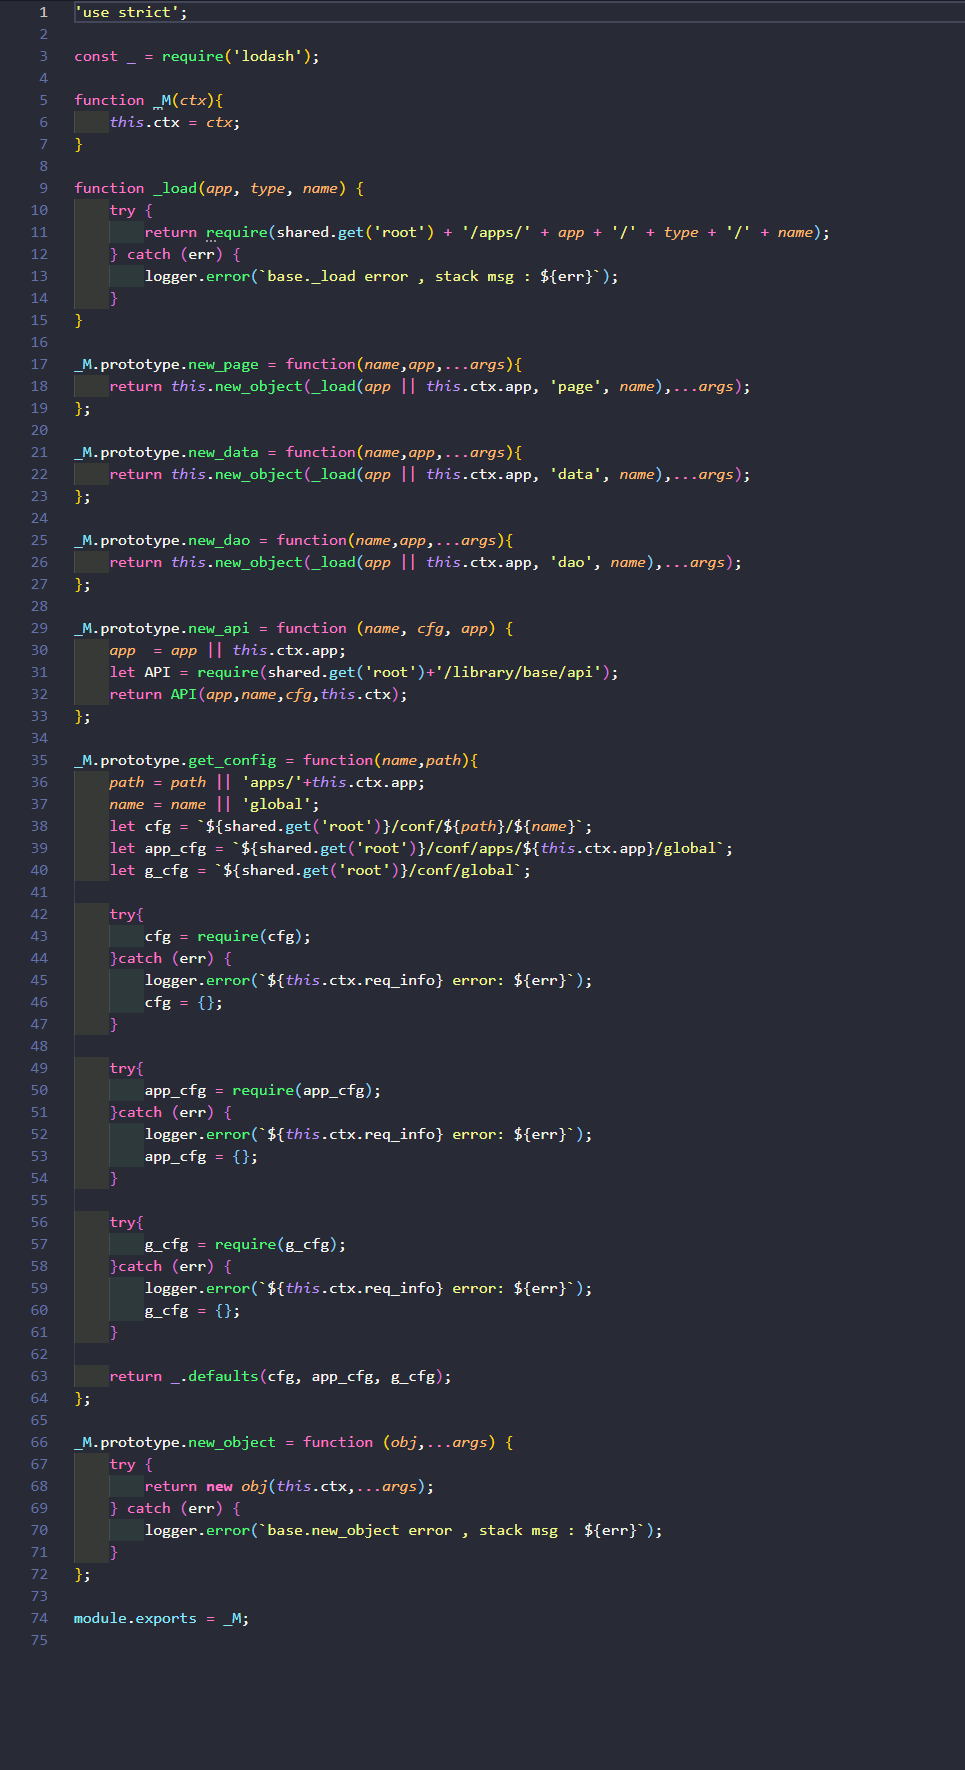 1 'use strict';
2
3 const _ = require('lodash');
4
5 function _M(ctx){
6     this.ctx = ctx;
7 }
8
9 function _load(app, type, name) {
10     try {
11         return require(shared.get('root') + '/apps/' + app + '/' + type + '/' + name);
12     } catch (err) {
13         logger.error(`base._load error , stack msg : ${err}`);
14     }
15 }
16
17 _M.prototype.new_page = function(name,app,...args){
18     return this.new_object(_load(app || this.ctx.app, 'page', name),...args);
19 };
20
21 _M.prototype.new_data = function(name,app,...args){
22     return this.new_object(_load(app || this.ctx.app, 'data', name),...args);
23 };
24
25 _M.prototype.new_dao = function(name,app,...args){
26     return this.new_object(_load(app || this.ctx.app, 'dao', name),...args);
27 };
28
29 _M.prototype.new_api = function (name, cfg, app) {
30     app  = app || this.ctx.app;
31     let API = require(shared.get('root')+'/library/base/api');
32     return API(app,name,cfg,this.ctx);
33 };
34
35 _M.prototype.get_config = function(name,path){
36     path = path || 'apps/'+this.ctx.app;
37     name = name || 'global';
38     let cfg = `${shared.get('root')}/conf/${path}/${name}`;
39     let app_cfg = `${shared.get('root')}/conf/apps/${this.ctx.app}/global`;
40     let g_cfg = `${shared.get('root')}/conf/global`;
41
42     try{
43         cfg = require(cfg);
44     }catch (err) {
45         logger.error(`${this.ctx.req_info} error: ${err}`);
46         cfg = {};
47     }
48
49     try{
50         app_cfg = require(app_cfg);
51     }catch (err) {
52         logger.error(`${this.ctx.req_info} error: ${err}`);
53         app_cfg = {};
54     }
55
56     try{
57         g_cfg = require(g_cfg);
58     }catch (err) {
59         logger.error(`${this.ctx.req_info} error: ${err}`);
60         g_cfg = {};
61     }
62
63     return _.defaults(cfg, app_cfg, g_cfg);
64 };
65
66 _M.prototype.new_object = function (obj,...args) {
67     try {
68         return new obj(this.ctx,...args);
69     } catch (err) {
70         logger.error(`base.new_object error , stack msg : ${err}`);
71     }
72 };
73
74 module.exports = _M;
75